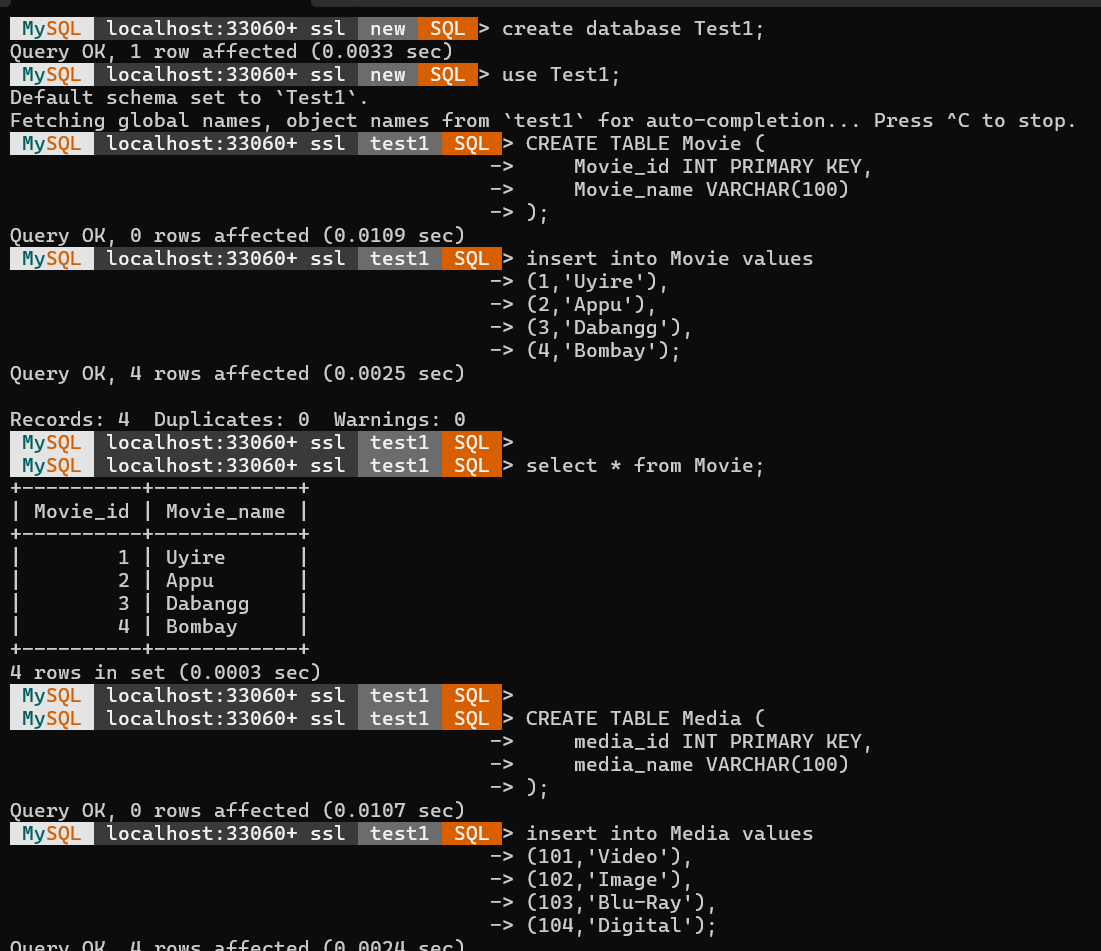 MySQL localhost:33060+ ssl new SQL > create database Test1;
Query OK, 1 row affected (0.0033 sec)
MySQL localhost:33060+ ssl new SQL > use Test1;
Default schema set to `Test1`.
Fetching global names, object names from `test1` for auto-completion... Press ^C to stop.
MySQL localhost:33060+ ssl test1 SQL > CREATE TABLE Movie (
-> Movie_id INT PRIMARY KEY,
-> Movie_name VARCHAR(100)
-> );
Query OK, 0 rows affected (0.0109 sec)
MySQL localhost:33060+ ssl test1 SQL > insert into Movie values
-> (1,'Uyire'),
-> (2,'Appu'),
-> (3,'Dabangg'),
-> (4,'Bombay');
Query OK, 4 rows affected (0.0025 sec)
Records: 4 Duplicates: 0 Warnings: 0
MySQL localhost:33060+ ssl test1 SQL >
MySQL localhost:33060+ ssl test1 SQL > select * from Movie;
+----------+------------+
| Movie_id | Movie_name |
+----------+------------+
| 1 | Uyire |
| 2 | Appu |
| 3 | Dabangg |
| 4 | Bombay |
+----------+------------+
4 rows in set (0.0003 sec)
MySQL localhost:33060+ ssl test1 SQL >
MySQL localhost:33060+ ssl test1 SQL > CREATE TABLE Media (
-> media_id INT PRIMARY KEY,
-> media_name VARCHAR(100)
-> );
Query OK, 0 rows affected (0.0107 sec)
MySQL localhost:33060+ ssl test1 SQL > insert into Media values
-> (101,'Video'),
-> (102,'Image'),
-> (103,'Blu-Ray'),
-> (104,'Digital');
Query OK, 4 rows affected (0.0024 sec)